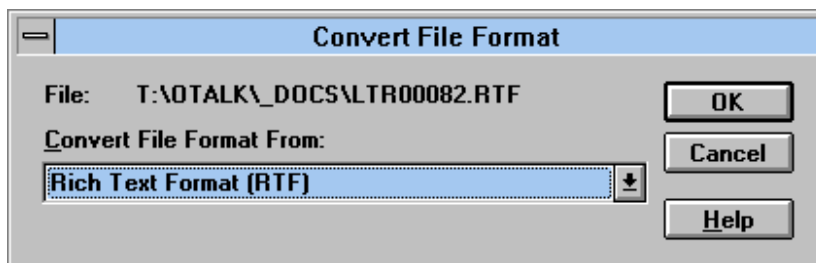 Convert File Format
File: T:\OTALK\_DOCS\LTR00082.RTF
OK
Convert File Format From:
Cancel
Rich Text Format (RTF)
Help